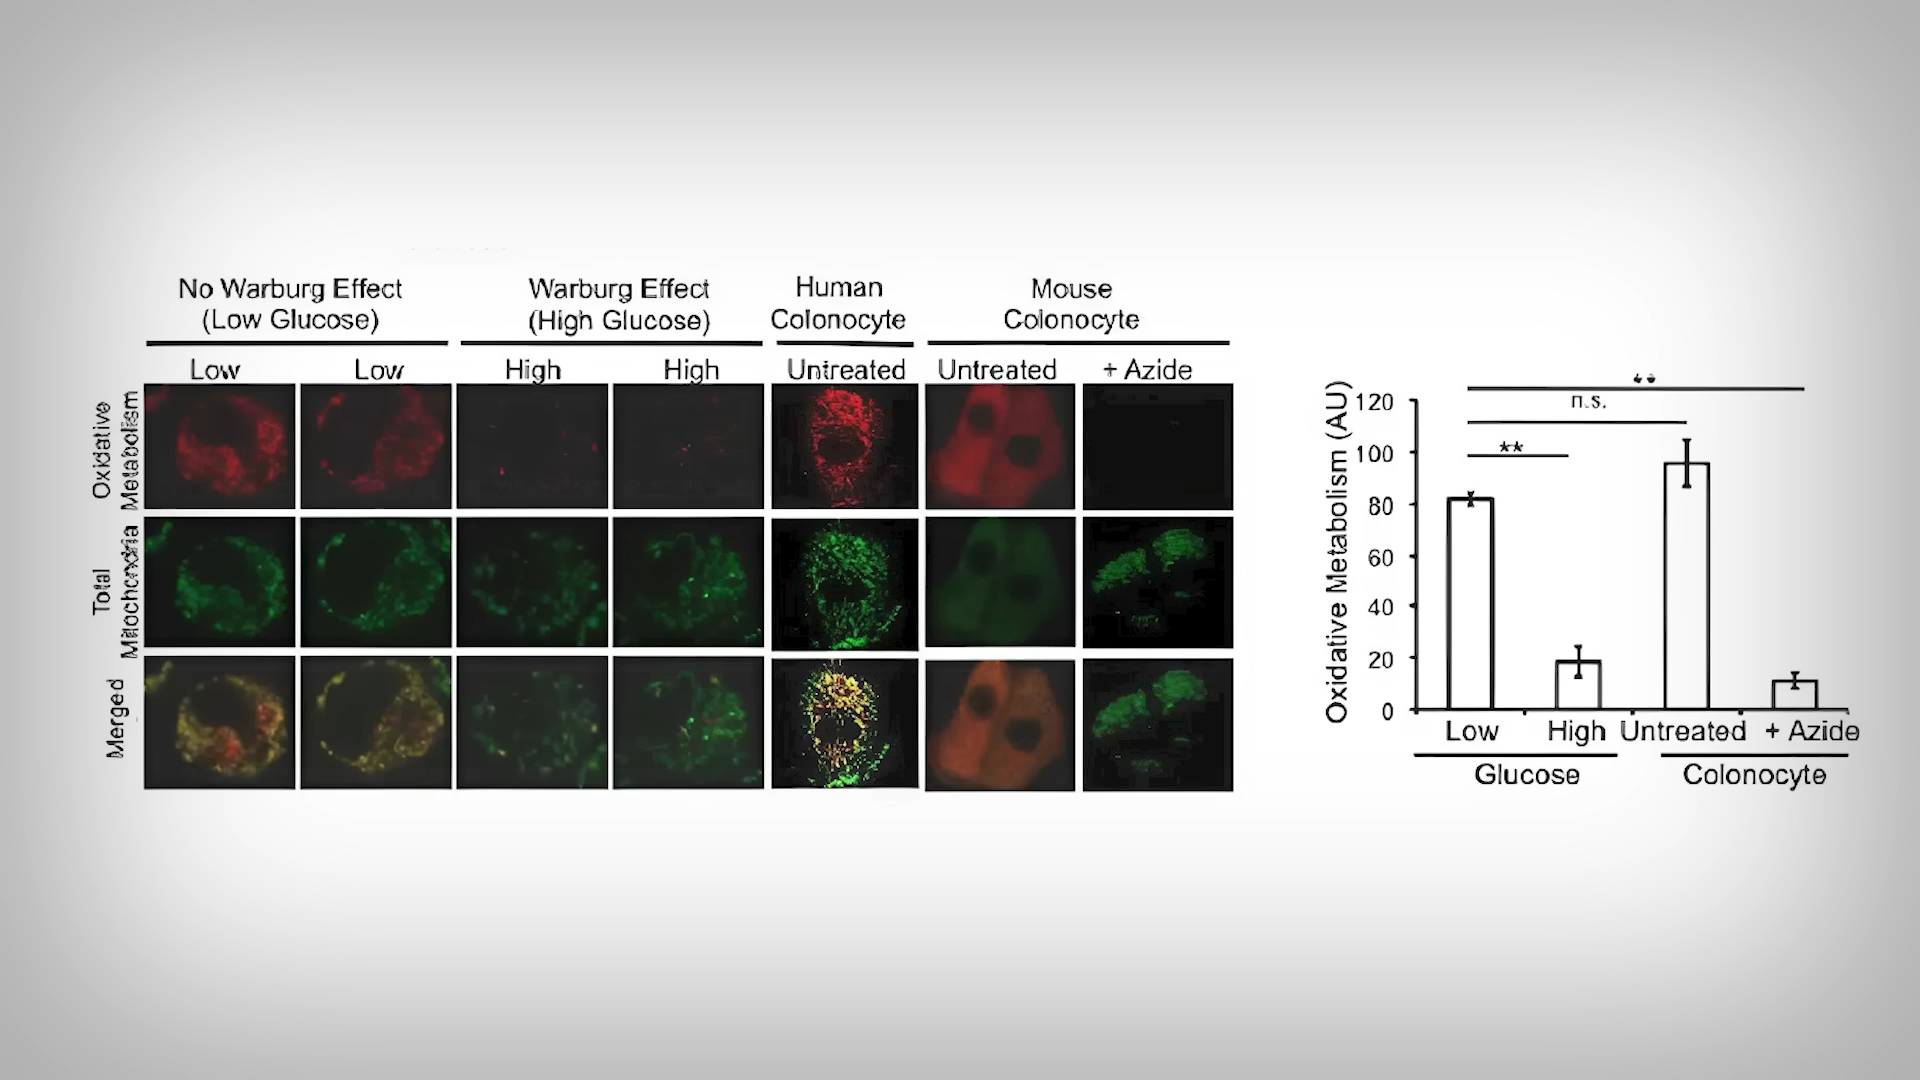 No Warburg Effect
(Low Glucose)
Warburg Effect
(High Glucose)
Human
Colonocyte
Mouse
Colonocyte
Low
Low
High
High
Untreated
Untreated
+ Azide
Oxidative
Metabolism
Total
Mitochondria
Merged
Oxidative Metabolism (AU)
120
100
80
60
40
20
0
**
n.s.
**
Low
High
Untreated
+ Azide
Glucose
Colonocyte